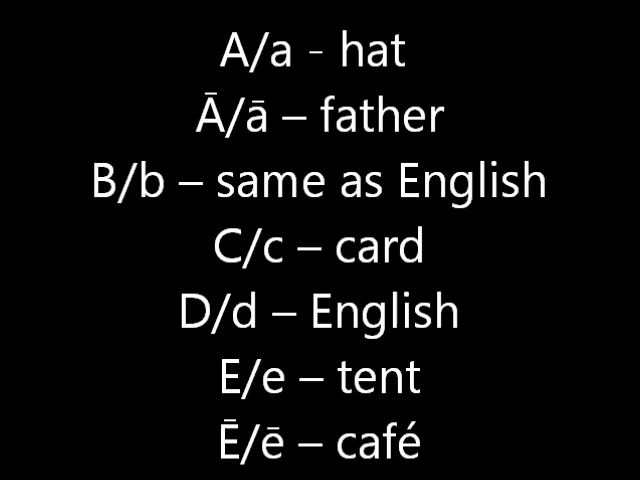 A/a - hat
Ā/ā – father
B/b – same as English
C/c – card
D/d – English
E/e – tent
Ē/ē – café